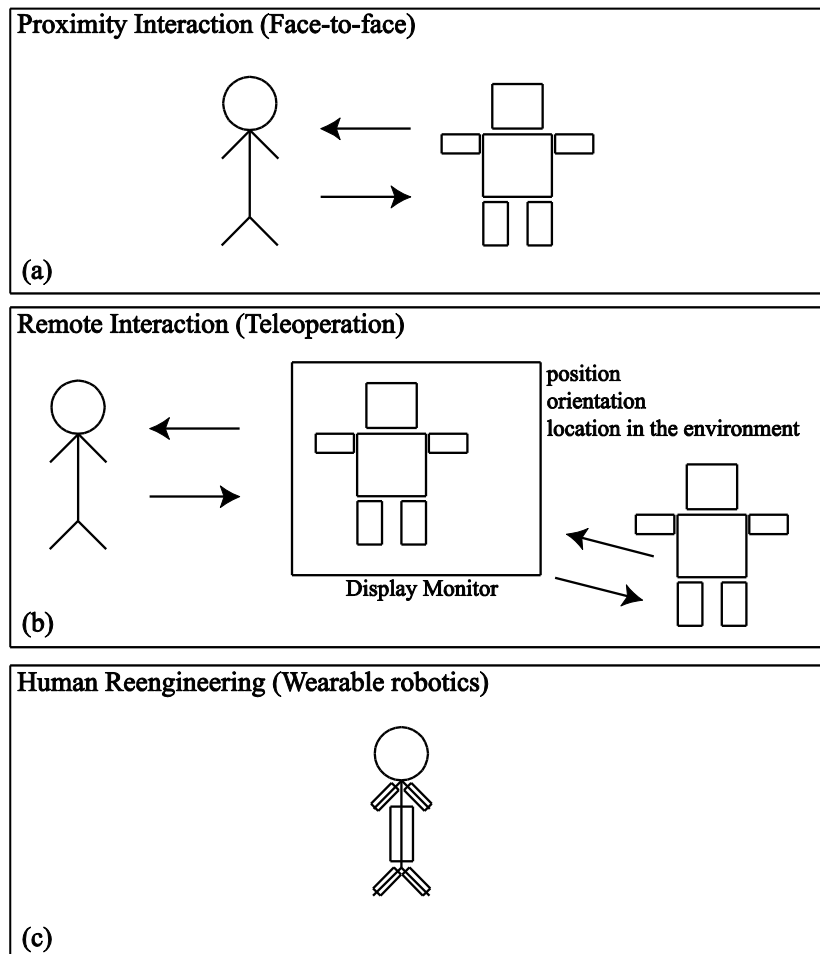 Proximity Interaction (Face-to-face)
(a)
Remote Interaction (Teleoperation)
position
orientation
location in the environment
Display Monitor
(b)
Human Reengineering (Wearable robotics)
(c)